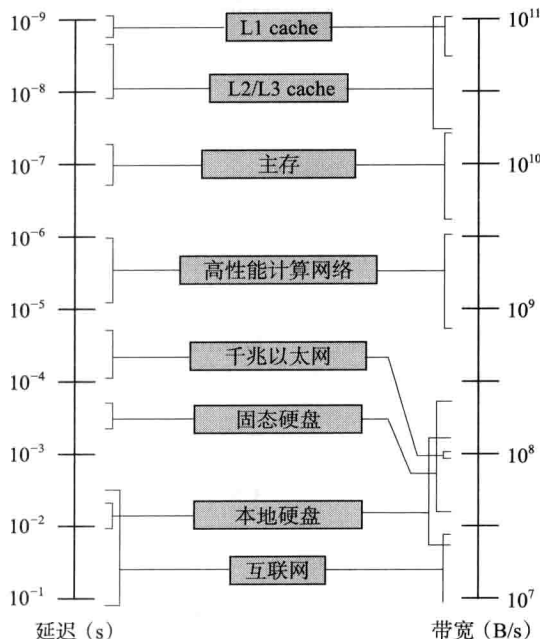 10⁻⁹ L1 cache 10¹¹
10⁻⁸ L2/L3 cache
10⁻⁷ 主存 10¹⁰
10⁻⁶
高性能计算网络
10⁻⁵ 10⁹
千兆以太网
10⁻⁴
固态硬盘
10⁻³ 10⁸
本地硬盘
10⁻²
互联网
10⁻¹ 10⁷
延迟（s） 带宽（B/s）